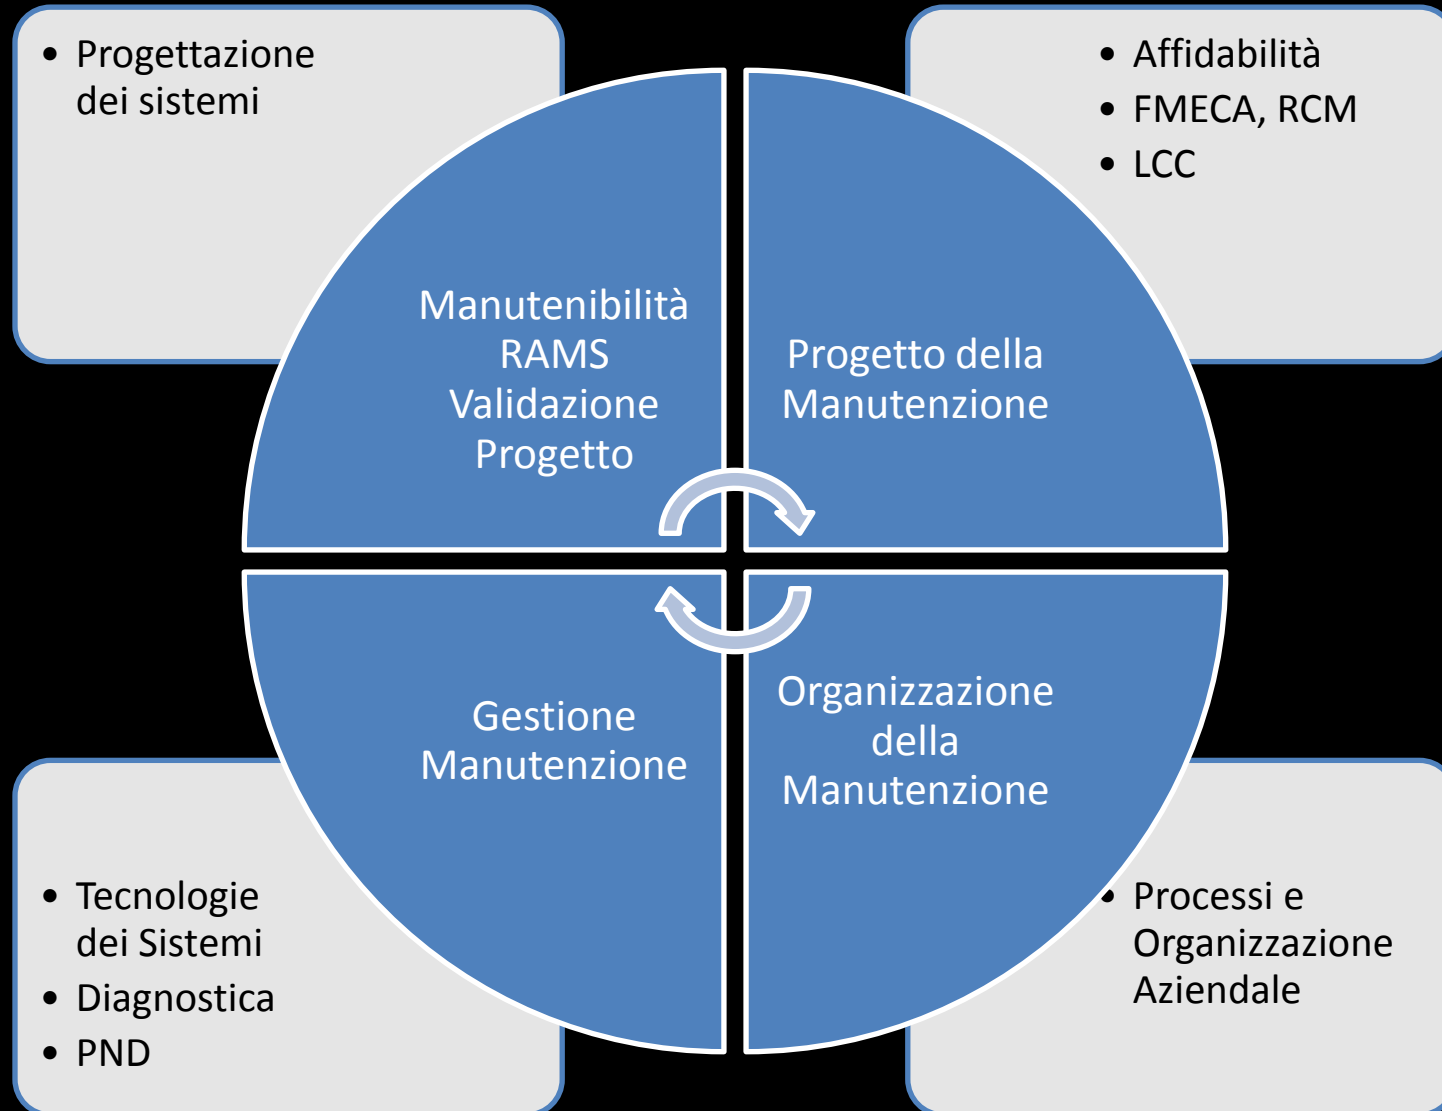 • Progettazione
dei sistemi
• Affidabilità
• FMECA, RCM
• LCC
Manutenibilità
RAMS
Validazione
Progetto
Progetto della
Manutenzione
Gestione
Manutenzione
Organizzazione
della
Manutenzione
• Tecnologie
dei Sistemi
• Diagnostica
• PND
• Processi e
Organizzazione
Aziendale